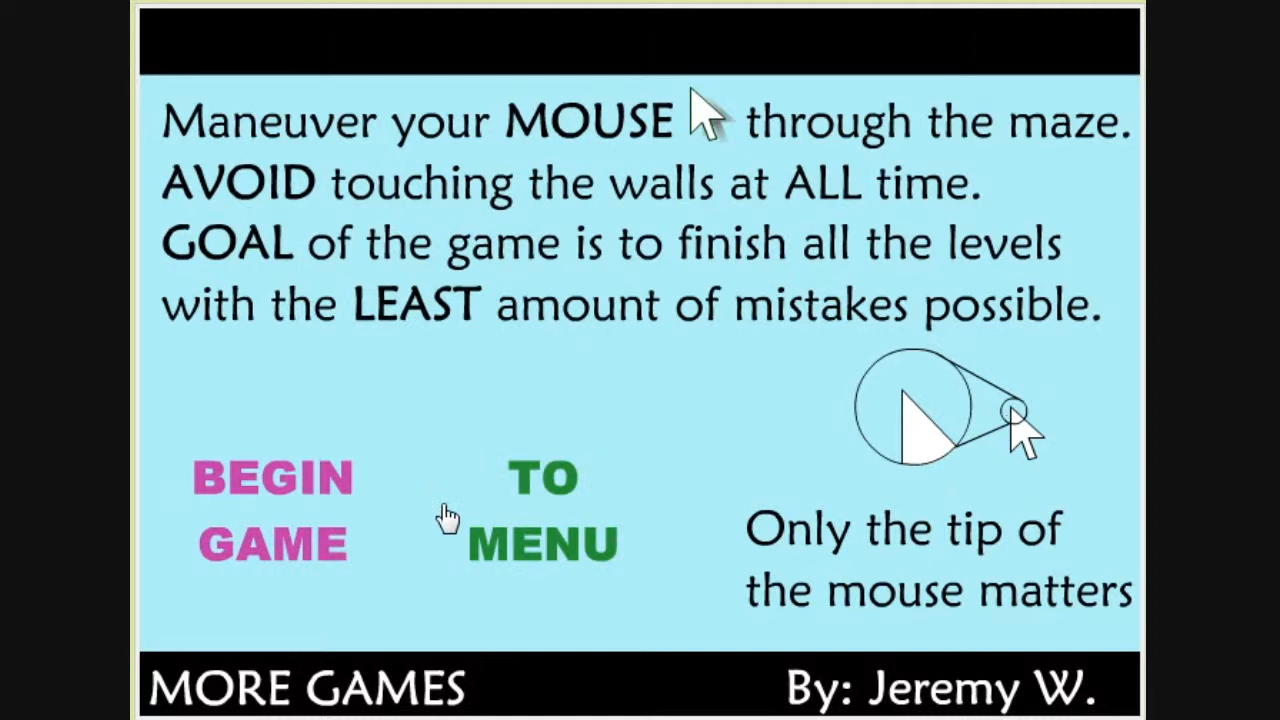 Maneuver your MOUSE through the maze.
AVOID touching the walls at ALL time.
GOAL of the game is to finish all the levels
with the LEAST amount of mistakes possible.
BEGIN
GAME
TO
MENU
Only the tip of
the mouse matters
MORE GAMES
By: Jeremy W.